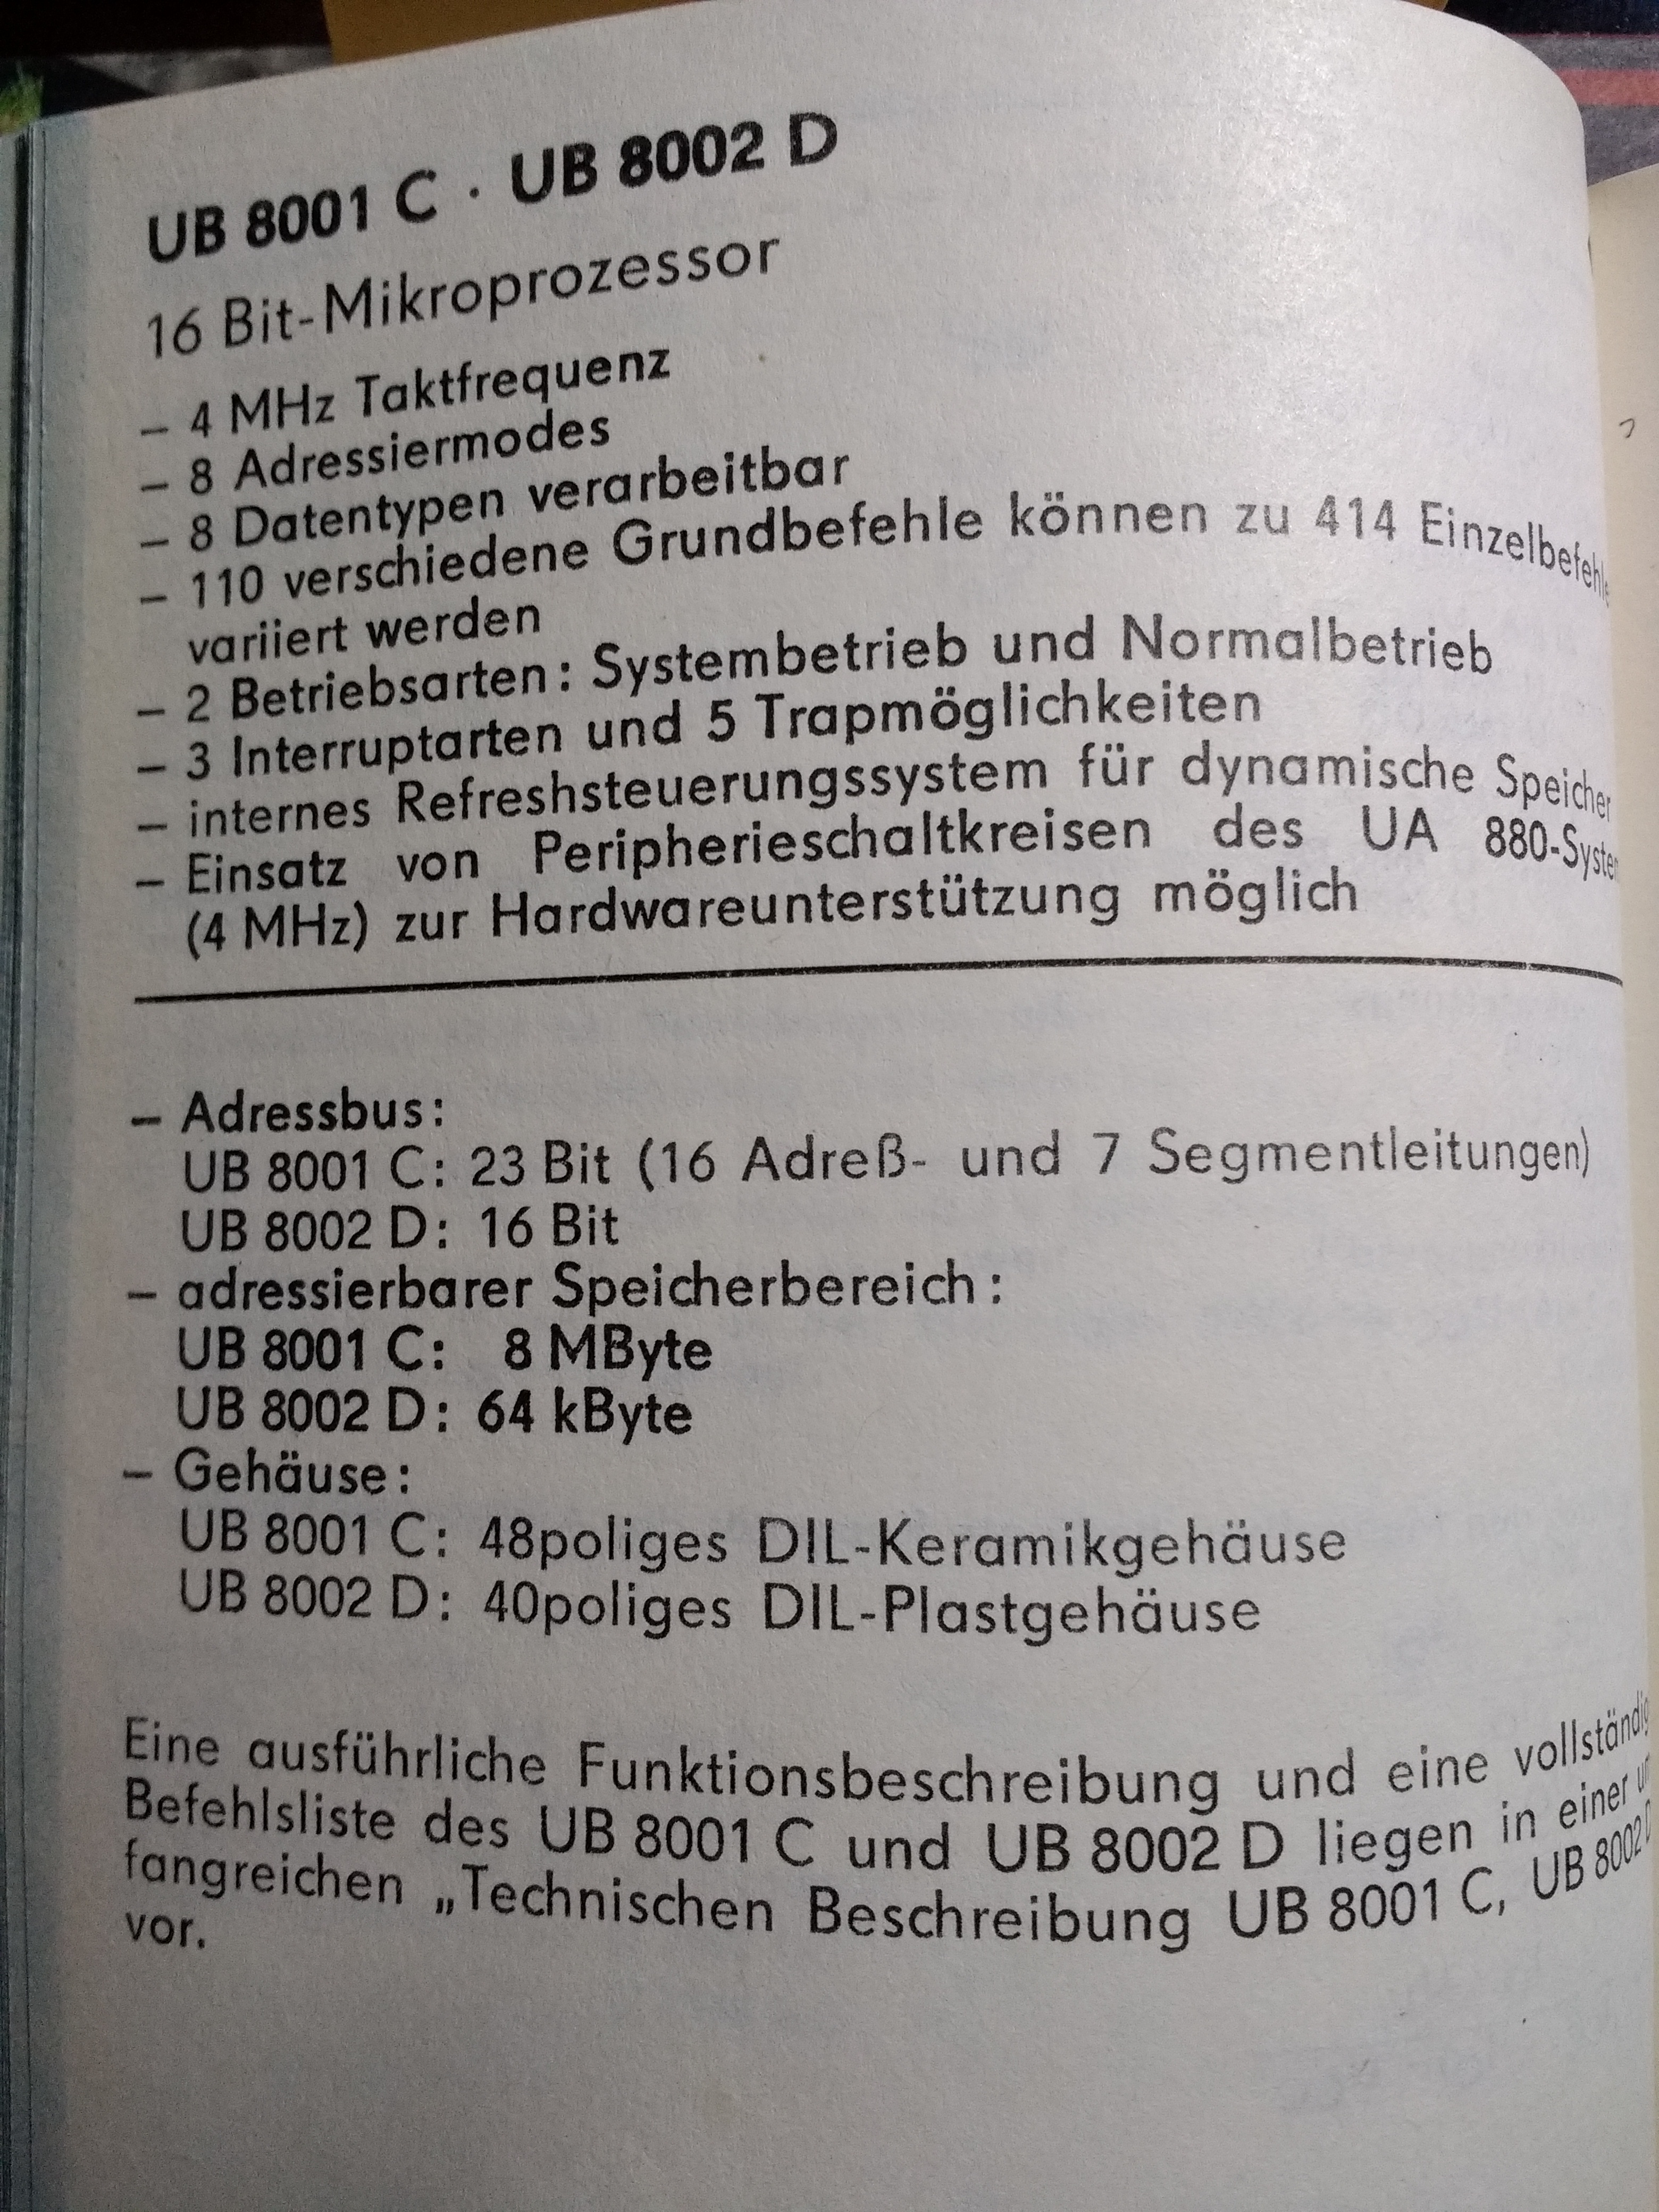 UB 8001 C · UB 8002 D
16 Bit-Mikroprozessor
– 4 MHz Taktfrequenz
– 8 Adressiermodes
– 8 Datentypen verarbeitbar
– 110 verschiedene Grundbefehle können zu 414 Einzelbefehle
variiert werden
– 2 Betriebsarten: Systembetrieb und Normalbetrieb
– 3 Interruptarten und 5 Trapmöglichkeiten
– internes Refreshsteuerungssystem für dynamische Speicher
– Einsatz von Peripherieschaltkreisen des UA 880-System
(4 MHz) zur Hardwareunterstützung möglich
– Adressbus:
UB 8001 C: 23 Bit (16 Adreß- und 7 Segmentleitungen)
UB 8002 D: 16 Bit
– adressierbarer Speicherbereich:
UB 8001 C: 8 MByte
UB 8002 D: 64 kByte
– Gehäuse:
UB 8001 C: 48poliges DIL-Keramikgehäuse
UB 8002 D: 40poliges DIL-Plastgehäuse
Eine ausführliche Funktionsbeschreibung und eine vollständig
Befehlsliste des UB 8001 C und UB 8002 D liegen in einer um
fangreichen „Technischen Beschreibung UB 8001 C, UB 8002 D
vor.